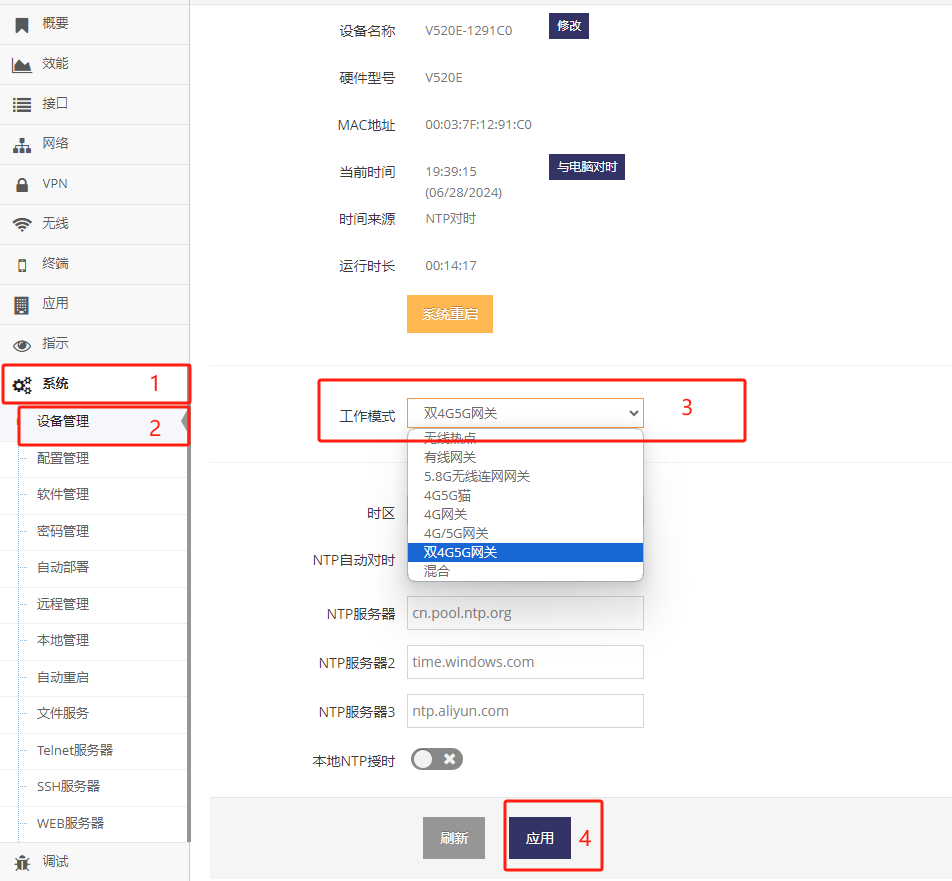 概要
效能
接口
网络
VPN
无线
终端
应用
指示
系统 1
设备管理 2
配置管理
软件管理
密码管理
自动部署
远程管理
本地管理
自动重启
文件服务
Telnet服务器
SSH服务器
WEB服务器
调试
设备名称 V520E-1291C0 修改
硬件型号 V520E
MAC地址 00:03:7F:12:91:C0
当前时间 19:39:15 与电脑对时
(06/28/2024)
时间来源 NTP对时
运行时长 00:14:17
系统重启
工作模式 双4G5G网关 3
无线热点
有线网关
5.8G无线连网网关
4G5G猫
4G网关
4G/5G网关
双4G5G网关
混合
时区
NTP自动对时
NTP服务器 cn.pool.ntp.org
NTP服务器2 time.windows.com
NTP服务器3 ntp.aliyun.com
本地NTP授时
刷新 应用 4